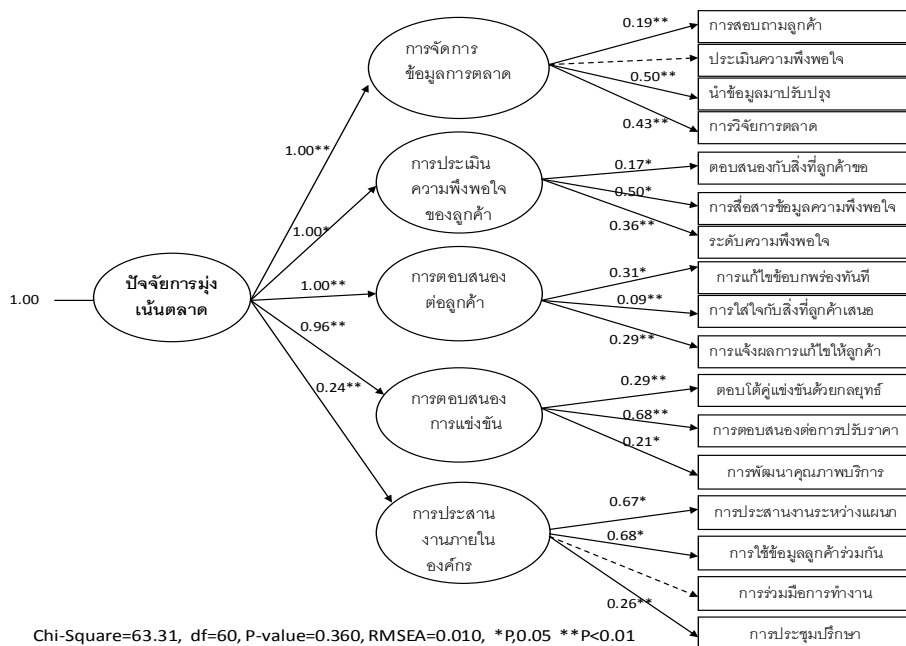 1.00
ปัจจัยการมุ่ง
เน้นตลาด
1.00**
1.00*
1.00**
0.96**
0.24**
การจัดการ
ข้อมูลการตลาด
0.19**
0.50**
0.43**
การสอบถามลูกค้า
ประเมินความพึงพอใจ
นำข้อมูลมาปรับปรุง
การวิจัยการตลาด
การประเมิน
ความพึงพอใจ
ของลูกค้า
0.17*
0.50*
0.36**
ตอบสนองกับสิ่งที่ลูกค้าขอ
การสื่อสารข้อมูลความพึงพอใจ
ระดับความพึงพอใจ
การตอบสนอง
ต่อลูกค้า
0.31*
0.09**
0.29**
การแก้ไขข้อบกพร่องทันที
การใส่ใจกับสิ่งที่ลูกค้าเสนอ
การแจ้งผลการแก้ไขให้ลูกค้า
การตอบสนอง
การแข่งขัน
0.29**
0.68**
0.21*
ตอบโต้คู่แข่งขันด้วยกลยุทธ์
การตอบสนองต่อการปรับราคา
การพัฒนาคุณภาพบริการ
การประสาน
งานภายใน
องค์กร
0.67*
0.68*
0.26**
การประสานงานระหว่างแผนก
การใช้ข้อมูลลูกค้าร่วมกัน
การร่วมมือการทำงาน
การประชุมปรึกษา
Chi-Square=63.31, df=60, P-value=0.360, RMSEA=0.010, *P,0.05 **P<0.01